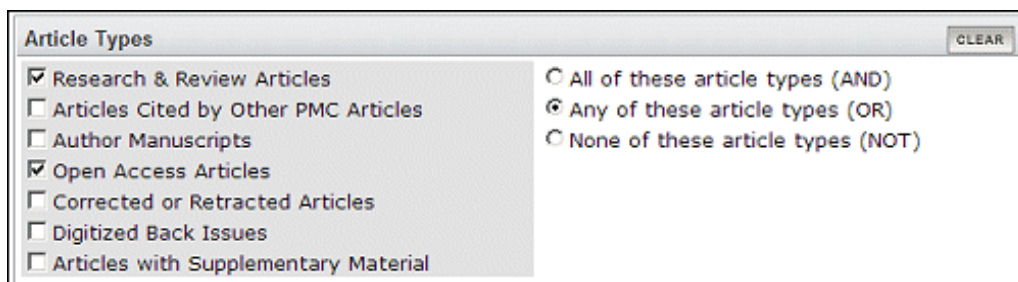 Article Types
CLEAR
Research & Review Articles
Articles Cited by Other PMC Articles
Author Manuscripts
Open Access Articles
Corrected or Retracted Articles
Digitized Back Issues
Articles with Supplementary Material
All of these article types (AND)
Any of these article types (OR)
None of these article types (NOT)